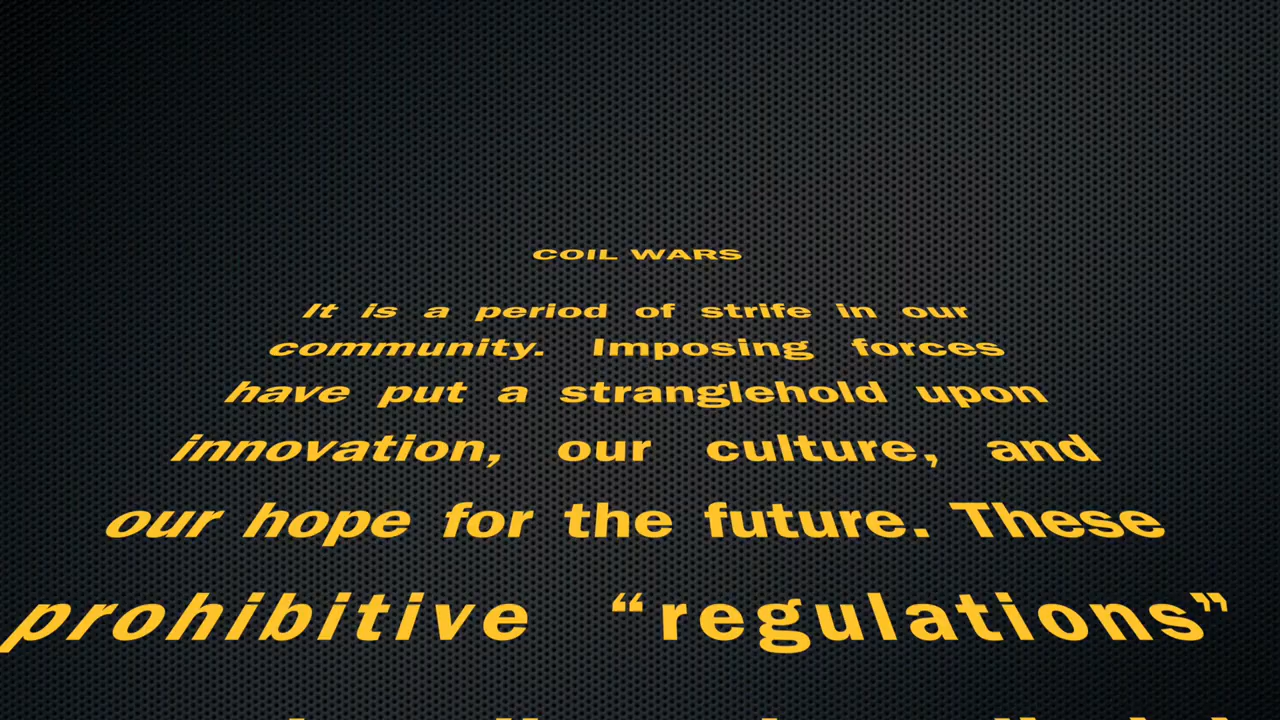 COIL WARS
It is a period of strife in our
community. Imposing forces
have put a stranglehold upon
innovation, our culture, and
our hope for the future. These
prohibitive “regulations”